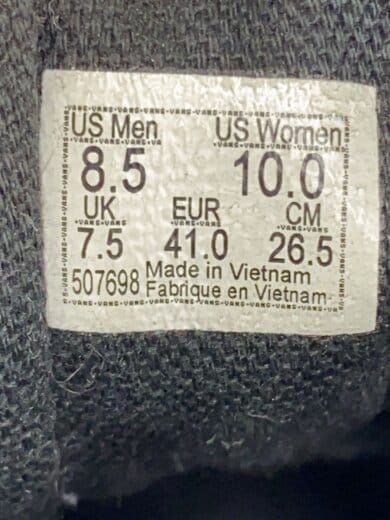 US Men US Women
8.5 10.0
UK EUR CM
7.5 41.0 26.5
507698 Made in Vietnam
Fabrique en Vietnam